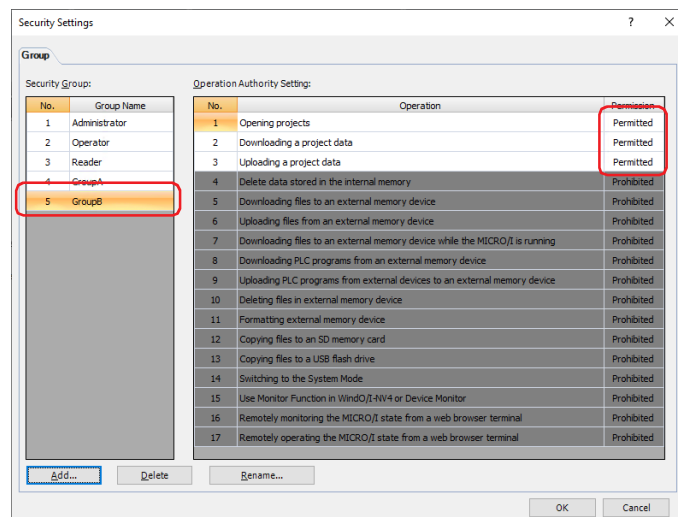 Security Settings ? ×
Group
Security Group: Operation Authority Setting:
No. Group Name No. Operation Permission
1 Administrator 1 Opening projects Permitted
2 Operator 2 Downloading a project data Permitted
3 Reader 3 Uploading a project data Permitted
4 GroupA 4 Delete data stored in the internal memory Prohibited
5 GroupB 5 Downloading files to an external memory device Prohibited
6 Uploading files from an external memory device Prohibited
7 Downloading files to an external memory device while the MICRO/I is running Prohibited
8 Downloading PLC programs from an external memory device Prohibited
9 Uploading PLC programs from external devices to an external memory device Prohibited
10 Deleting files in external memory device Prohibited
11 Formatting external memory device Prohibited
12 Copying files to an SD memory card Prohibited
13 Copying files to a USB flash drive Prohibited
14 Switching to the System Mode Prohibited
15 Use Monitor Function in WindO/I-NV4 or Device Monitor Prohibited
16 Remotely monitoring the MICRO/I state from a web browser terminal Prohibited
17 Remotely operating the MICRO/I state from a web browser terminal Prohibited
Add... Delete Rename...
OK Cancel